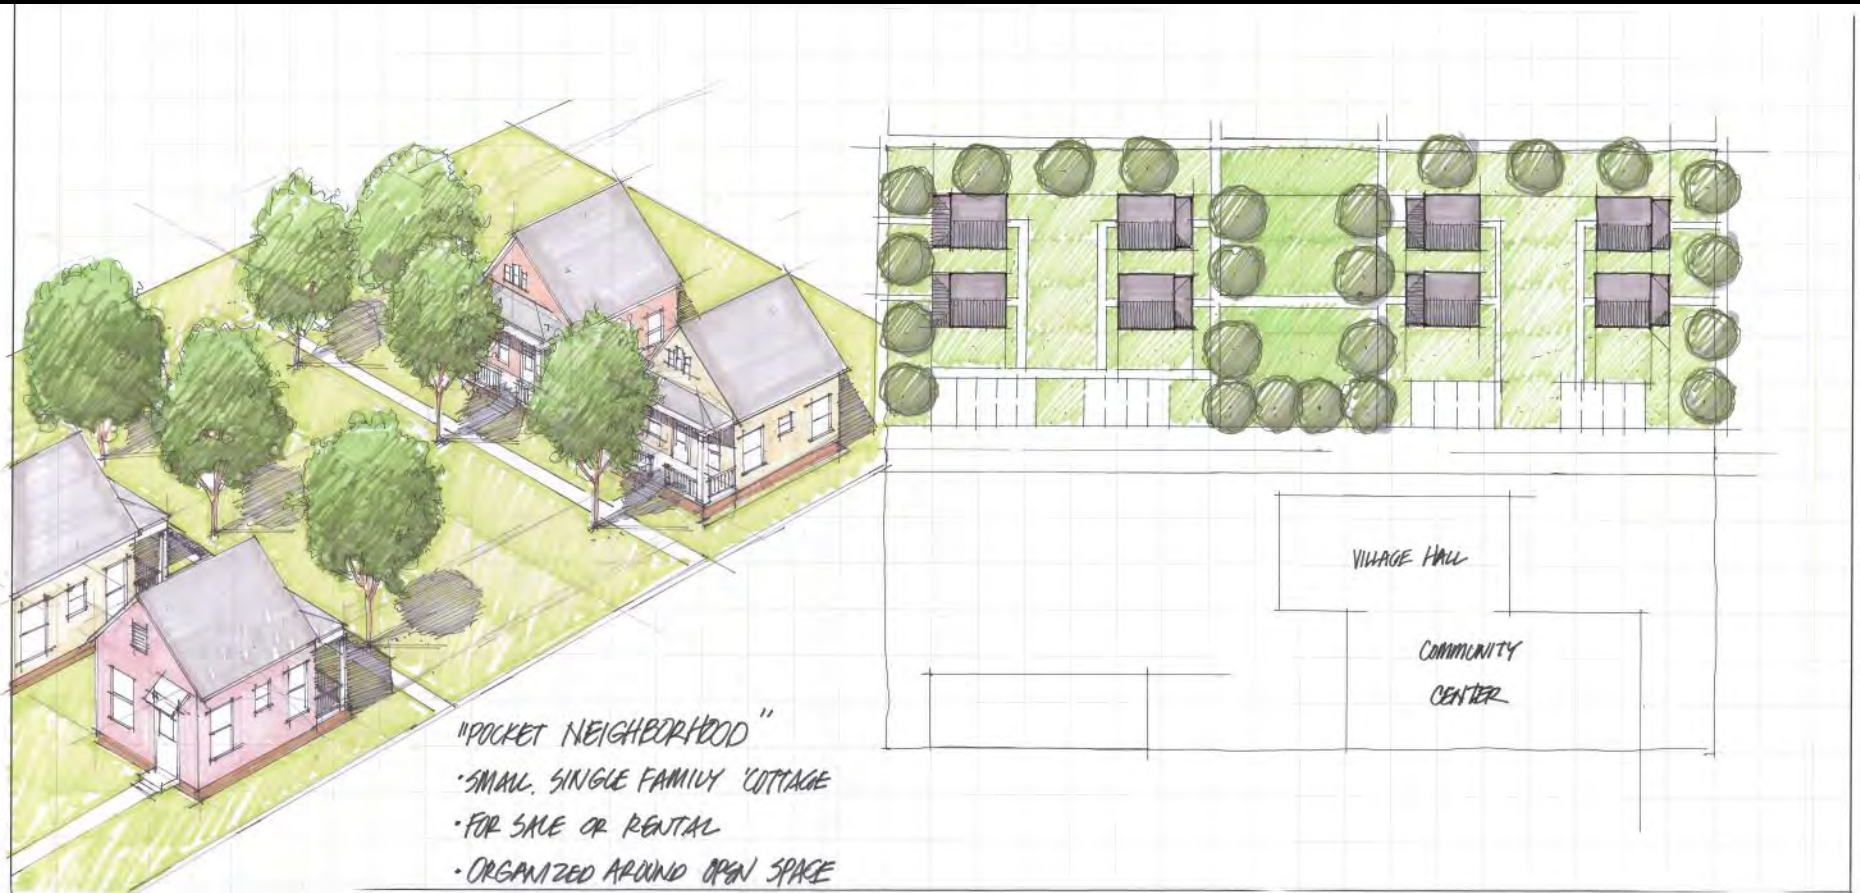 "POCKET NEIGHBORHOOD"
• SMALL, SINGLE FAMILY 'COTTAGE
• FOR SALE OR RENTAL
• ORGANIZED AROUND OPEN SPACE
VILLAGE HALL
COMMUNITY
CENTER